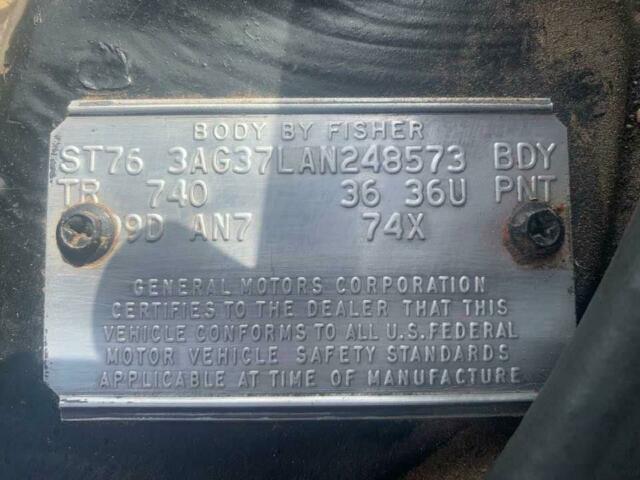 BODY BY FISHER
ST76 3AG37LAN248573 BDY
TR 740 36 36U PNT
09D AN7 74X
GENERAL MOTORS CORPORATION
CERTIFIES TO THE DEALER THAT THIS
VEHICLE CONFORMS TO ALL U.S. FEDERAL
MOTOR VEHICLE SAFETY STANDARDS
APPLICABLE AT TIME OF MANUFACTURE